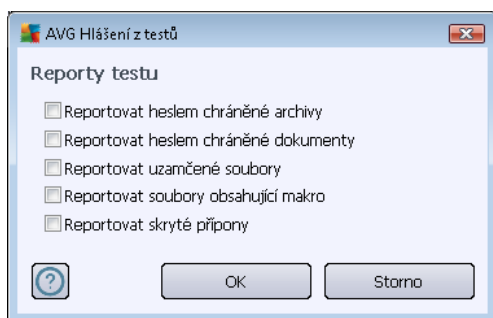 AVG Hlášení z testů
Reporty testu
Reportovat heslem chráněné archivy
Reportovat heslem chráněné dokumenty
Reportovat uzamčené soubory
Reportovat soubory obsahující makro
Reportovat skryté přípony
?
OK
Storno